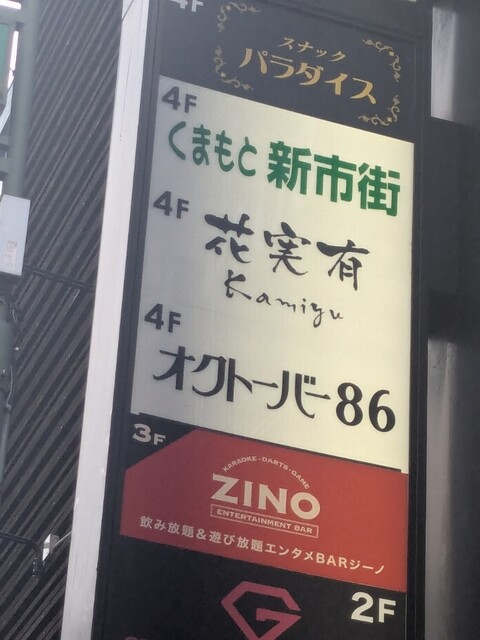 4F
スナック
パラダイス
4F
くまもと 新市街
4F
花実有
Kamiyu
4F
オクトーバー86
3F
KARAOKE・DARTS・GAME
ZINO
ENTERTAINMENT BAR
飲み放題&遊び放題エンタメBARジーノ
G
2F